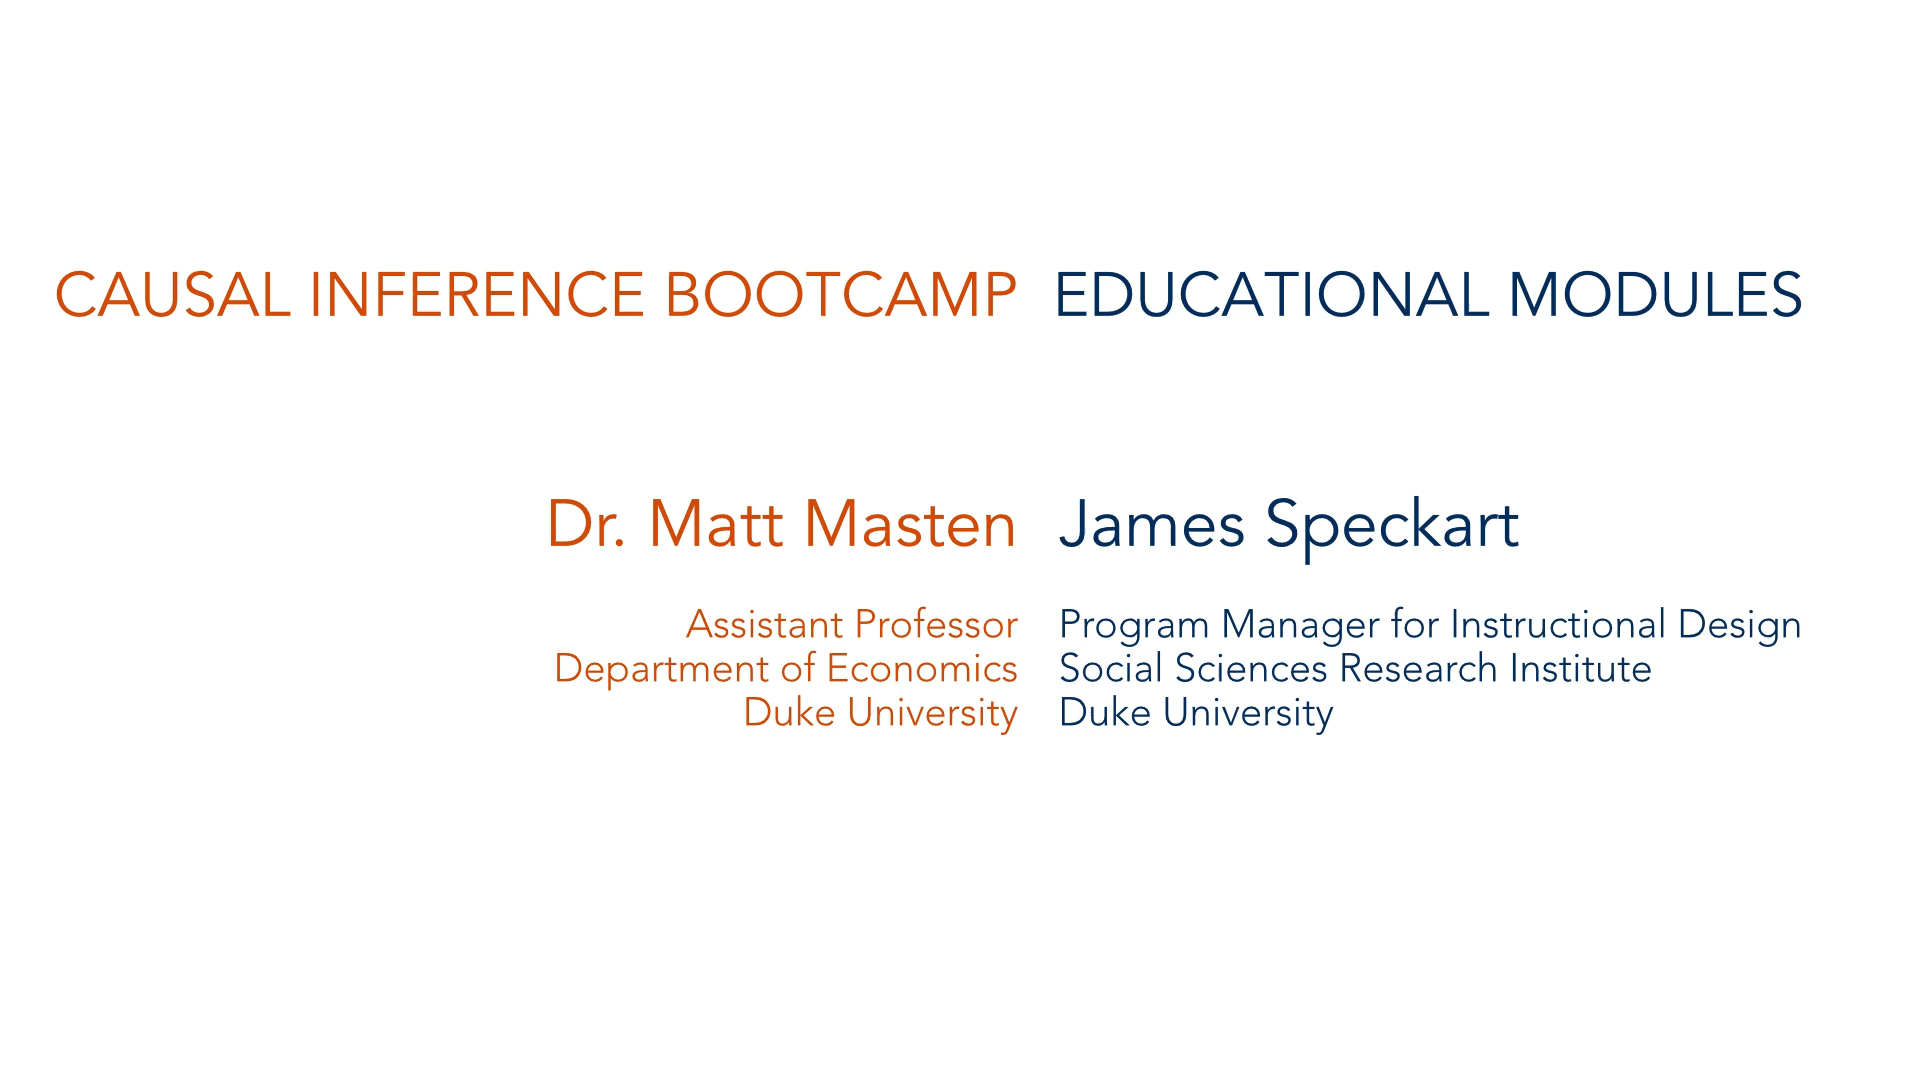 CAUSAL INFERENCE BOOTCAMP EDUCATIONAL MODULES
Dr. Matt Masten
Assistant Professor
Department of Economics
Duke University
James Speckart
Program Manager for Instructional Design
Social Sciences Research Institute
Duke University